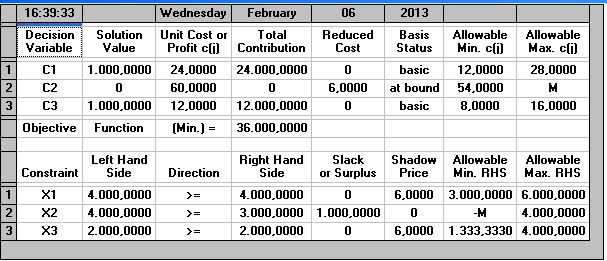 16:39:33 Wednesday February 06 2013
Decision Solution Unit Cost or Total Reduced Basis Allowable Allowable
Variable Value Profit c(j) Contribution Cost Status Min. c(j) Max. c(j)
1 C1 1.000,0000 24,0000 24.000,0000 0 basic 12,0000 28,0000
2 C2 0 60,0000 0 6,0000 at bound 54,0000 M
3 C3 1.000,0000 12,0000 12.000,0000 0 basic 8,0000 16,0000
Objective Function (Min.) = 36.000,0000
Left Hand Right Hand Slack Shadow Allowable Allowable
Constraint Side Direction Side or Surplus Price Min. RHS Max. RHS
1 X1 4.000,0000 >= 4.000,0000 0 6,0000 3.000,0000 6.000,0000
2 X2 4.000,0000 >= 3.000,0000 1.000,0000 0 -M 4.000,0000
3 X3 2.000,0000 >= 2.000,0000 0 6,0000 1.333,3330 4.000,0000